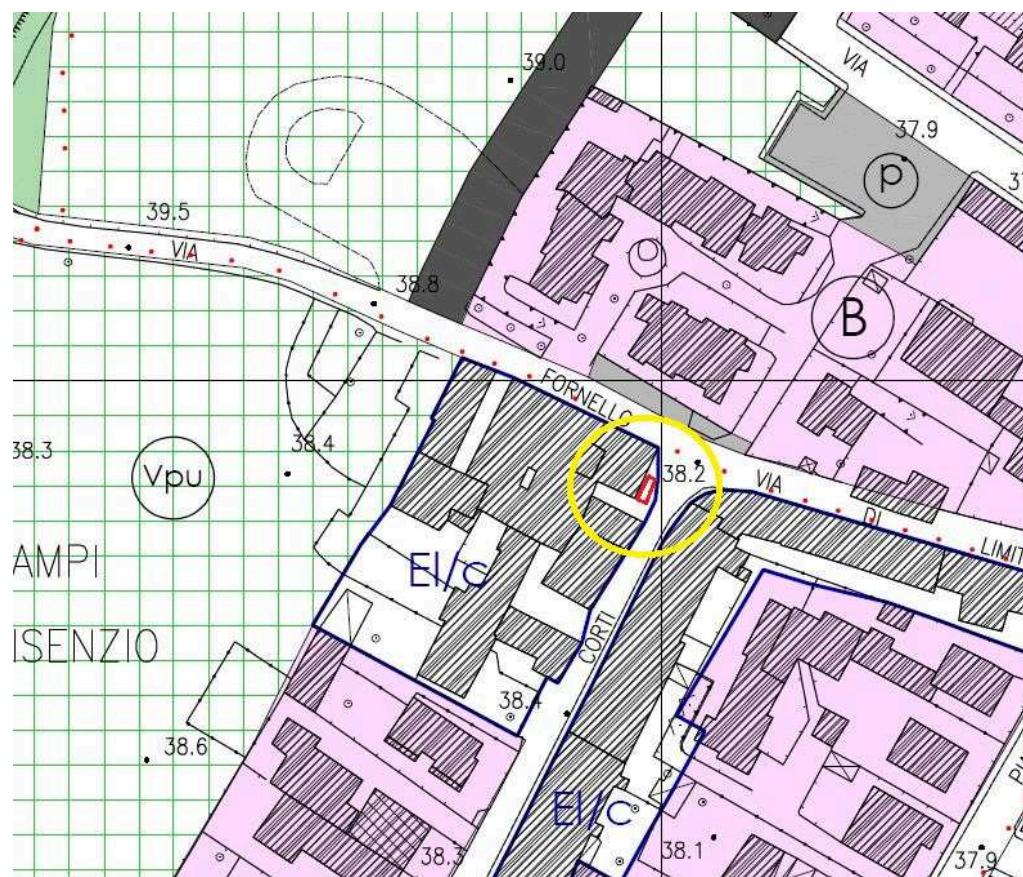 39.0
VIA
37.9
p
39.5
VIA
38.8
B
FORNELLO
38.3
38.4
Vpu
38.2
VIA
DI
LIMIT
AMPI
EI/c
ISENZIO
CORTI
38.4
38.6
EI/c
38.3
38.1
37.9